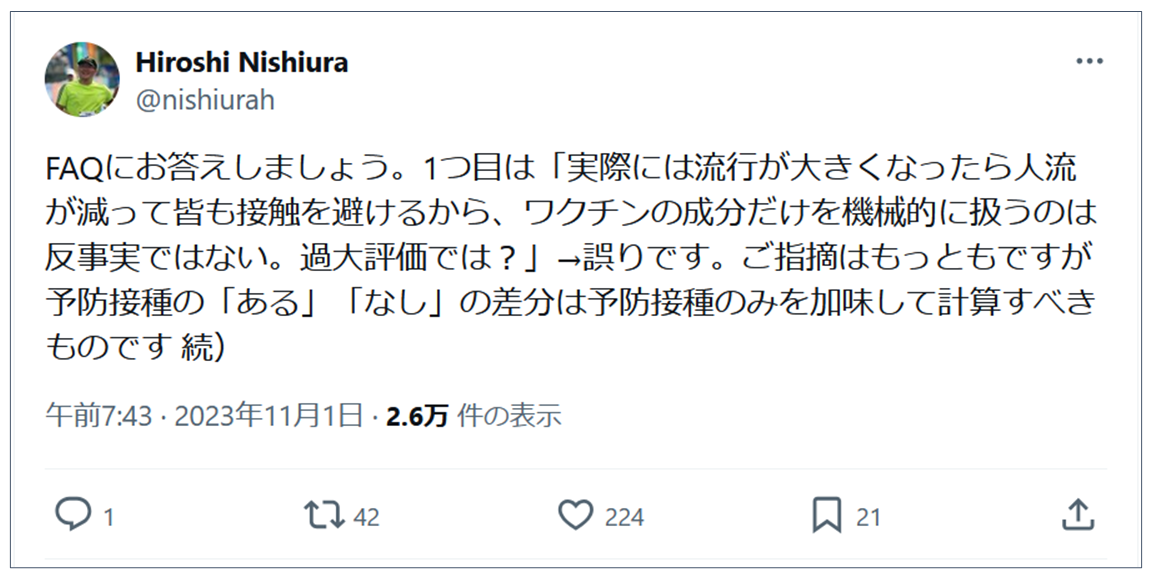 Hiroshi Nishiura
@nishiurah
FAQにお答えしましょう。1つ目は「実際には流行が大きくなったら人流
が減って皆も接触を避けるから、ワクチンの成分だけを機械的に扱うのは
反事実ではない。過大評価では？」→誤りです。ご指摘はもっともですが
予防接種の「ある」「なし」の差分は予防接種のみを加味して計算すべき
ものです 続）
午前7:43 · 2023年11月1日 · 2.6万 件の表示
1 42 224 21